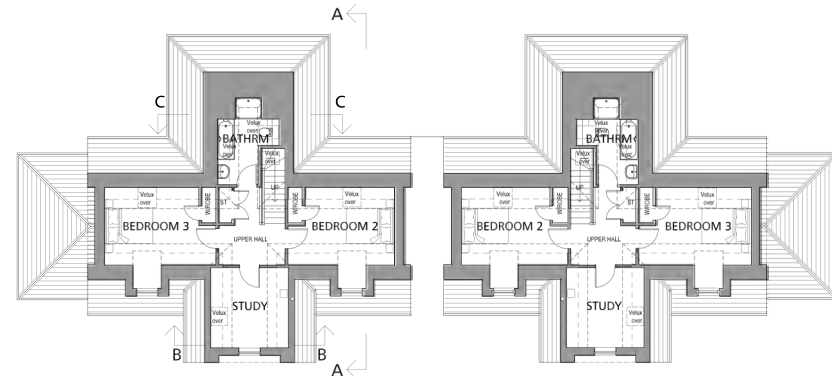 A
C
C
Velux
over
BATHRM
Velux
over
Velux
over
UP
ST
Velux
over
W/ROBE
W/ROBE
Velux
over
BEDROOM 3
BEDROOM 2
UPPER HALL
STUDY
Velux
over
B
B
A
Velux
over
BATHRM
Velux
over
Velux
over
UP
ST
Velux
over
W/ROBE
W/ROBE
Velux
over
BEDROOM 2
BEDROOM 3
UPPER HALL
STUDY
Velux
over